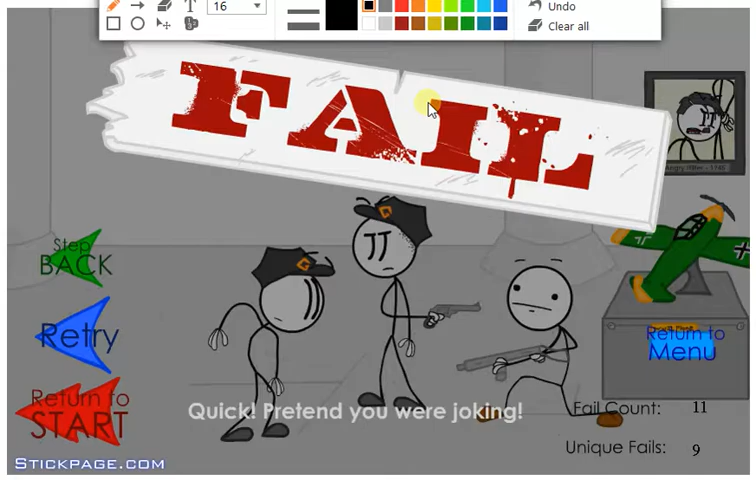 T 16
Undo
Clear all
FAIL
Step
BACK
Retry
Return to
START
Return to
Menu
Quick! Pretend you were joking!
Fail Count: 11
Unique Fails: 9
STICKPAGE.COM